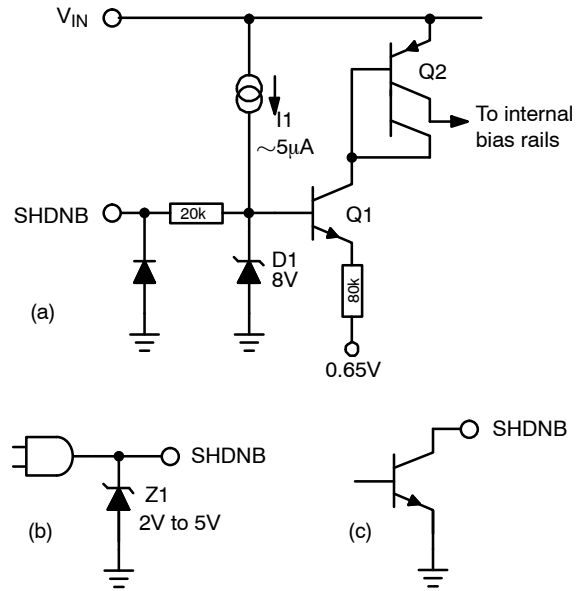 VIN
Q2
I1
~5μA
To internal
bias rails
SHDNB
20k
Q1
D1
8V
80k
(a)
0.65V
SHDNB
Z1
2V to 5V
(b)
SHDNB
(c)